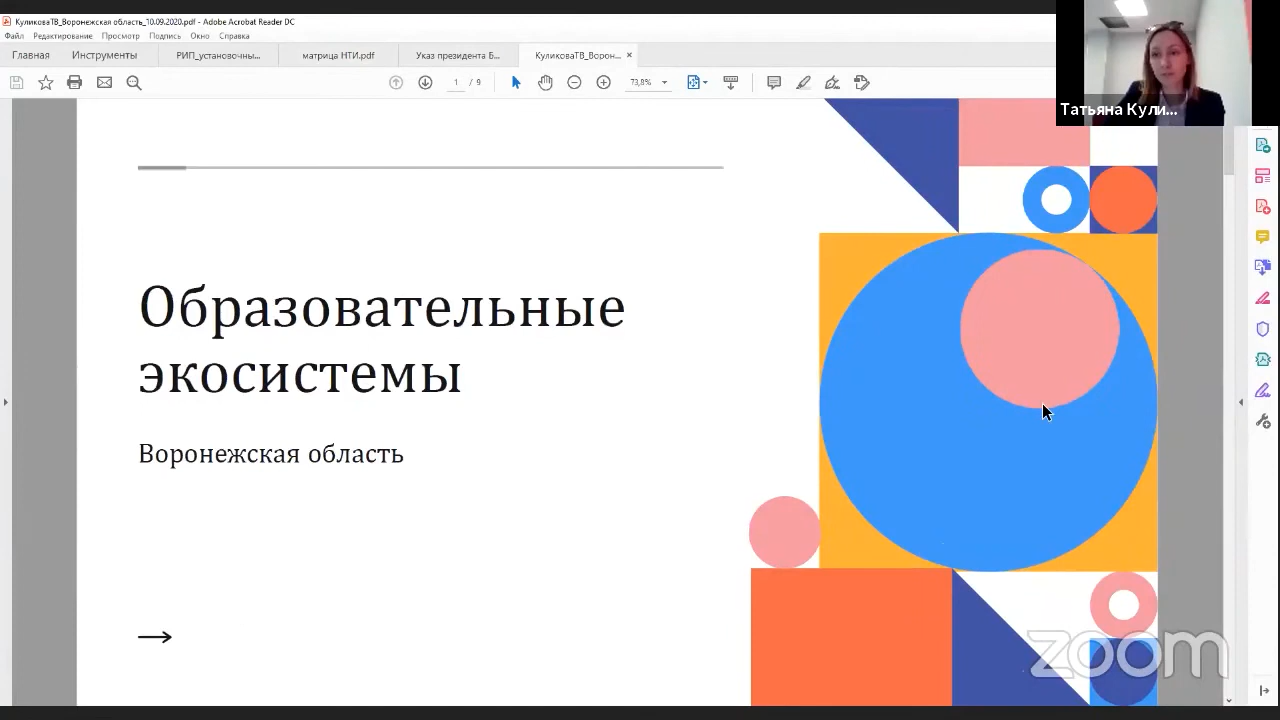 КуликоваТВ_Воронежская область_10.09.2020.pdf - Adobe Acrobat Reader DC
Файл Редактирование Просмотр Подпись Окно Справка
Главная Инструменты РИП_установочны... матрица НТИ.pdf Указ президента Б... КуликоваТВ_Ворон... ×
1 / 9 73,8%
Татьяна Кули...
Образовательные
экосистемы
Воронежская область
zoom